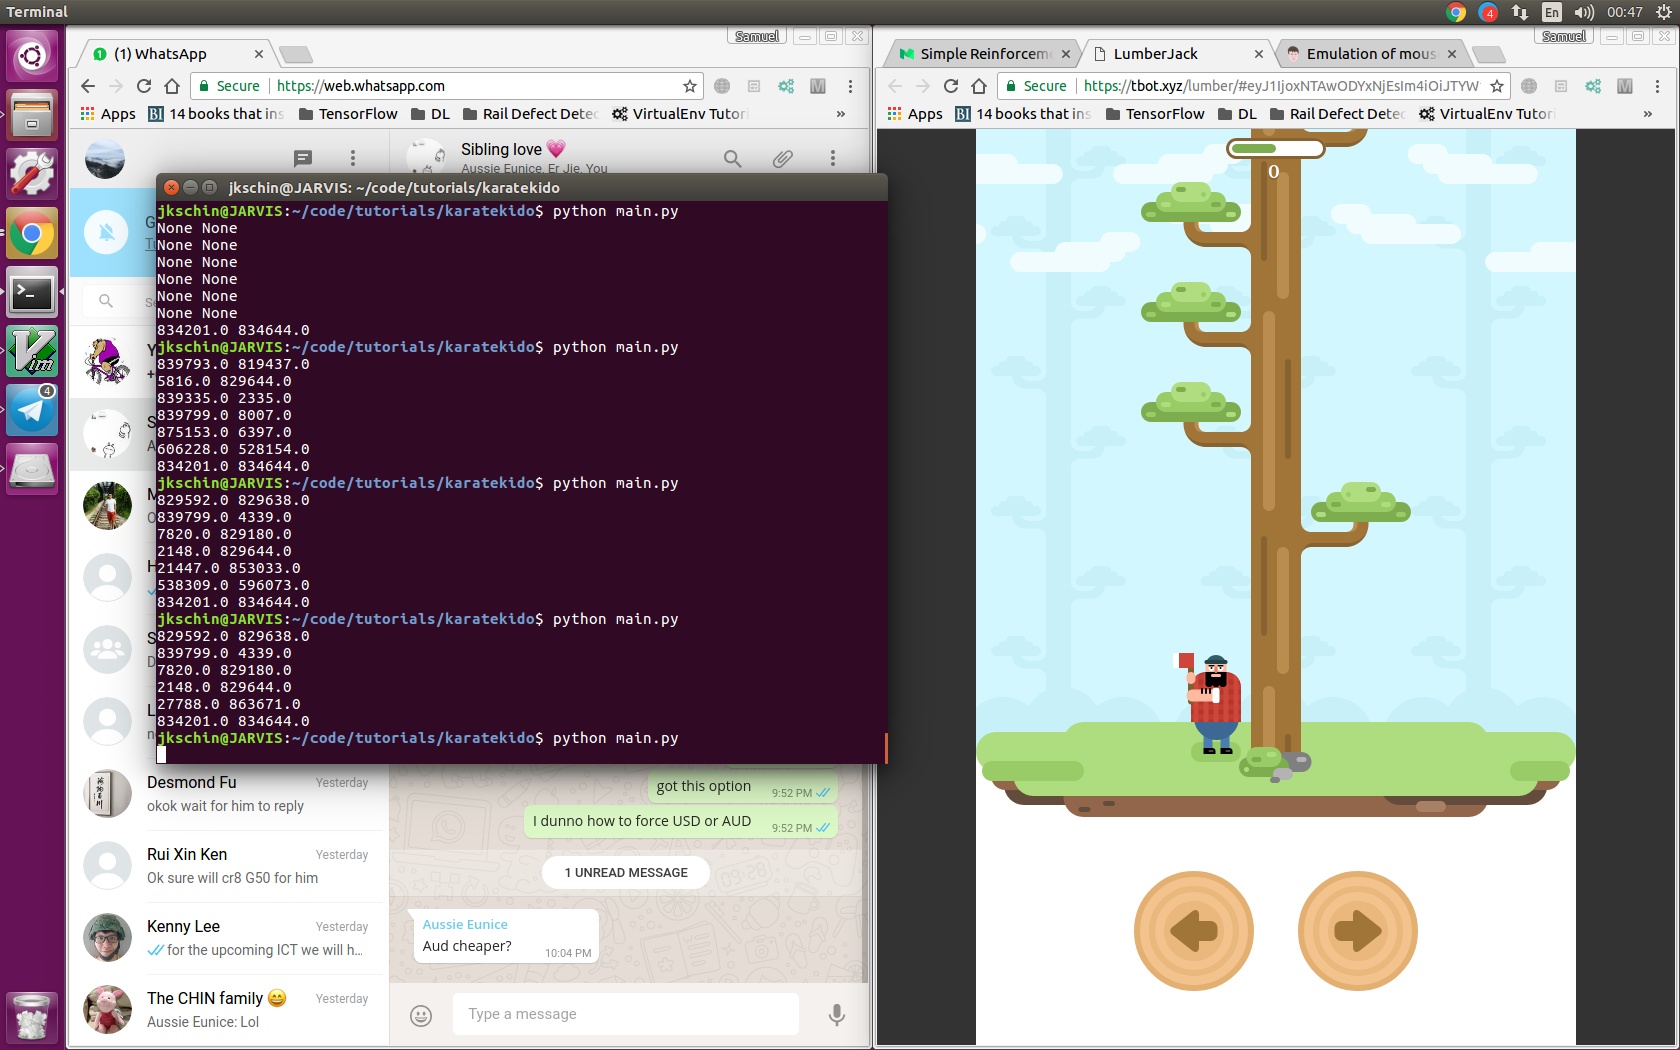 Terminal
4
En
00:47
4
(1) WhatsApp
Samuel
Secure
https://web.whatsapp.com
Apps
14 books that ins
TensorFlow
DL
Rail Defect Detec
VirtualEnv Tutori
»
Sibling love
Aussie Eunice, Er Jie, You
jkschin@JARVIS: ~/code/tutorials/karatekido
jkschin@JARVIS:~/code/tutorials/karatekido$ python main.py
None None
None None
None None
None None
None None
None None
834201.0 834644.0
jkschin@JARVIS:~/code/tutorials/karatekido$ python main.py
839793.0 819437.0
5816.0 829644.0
839335.0 2335.0
839799.0 8007.0
875153.0 6397.0
606228.0 528154.0
834201.0 834644.0
jkschin@JARVIS:~/code/tutorials/karatekido$ python main.py
829592.0 829638.0
839799.0 4339.0
7820.0 829180.0
2148.0 829644.0
21447.0 853033.0
538309.0 596073.0
834201.0 834644.0
jkschin@JARVIS:~/code/tutorials/karatekido$ python main.py
829592.0 829638.0
839799.0 4339.0
7820.0 829180.0
2148.0 829644.0
27788.0 863671.0
834201.0 834644.0
jkschin@JARVIS:~/code/tutorials/karatekido$ python main.py
Desmond Fu
Yesterday
okok wait for him to reply
Rui Xin Ken
Yesterday
Ok sure will cr8 G50 for him
Kenny Lee
Yesterday
for the upcoming ICT we will h...
The CHIN family
Yesterday
Aussie Eunice: Lol
got this option
9:52 PM
I dunno how to force USD or AUD
9:52 PM
1 UNREAD MESSAGE
Aussie Eunice
Aud cheaper?
10:04 PM
Type a message
Simple Reinforcem
LumberJack
Emulation of mous
Samuel
Secure
https://tbot.xyz/lumber/#eyJ1IjoxNTAwODYxNjEsIm4iOiJTYW
Apps
14 books that ins
TensorFlow
DL
Rail Defect Detec
VirtualEnv Tutori
»
0